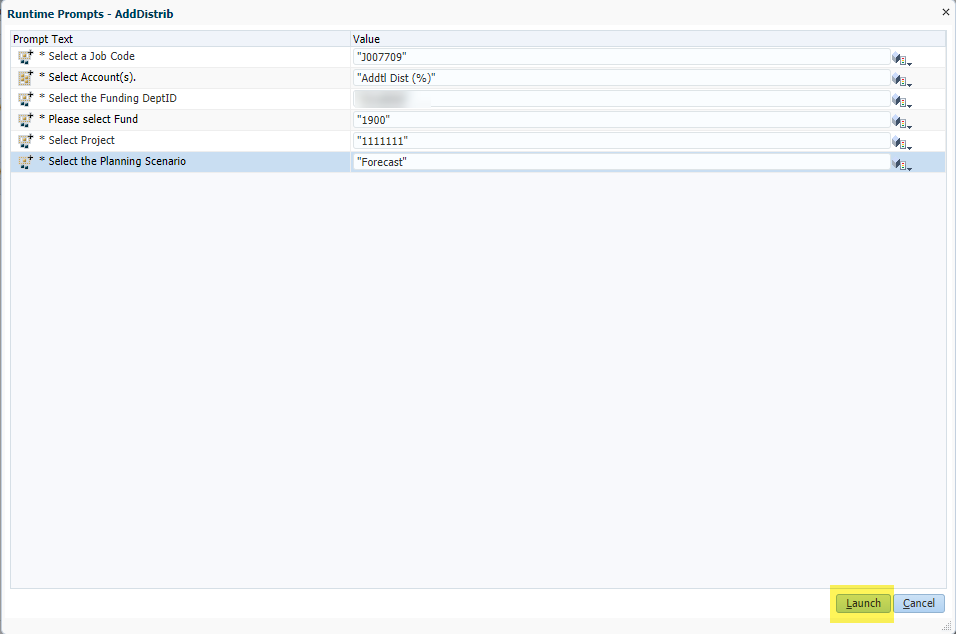 Runtime Prompts - AddDistrib
Prompt Text Value
* Select a Job Code "J007709"
* Select Account(s). "Addtl Dist (%)"
* Select the Funding DeptID
* Please select Fund "1900"
* Select Project "1111111"
* Select the Planning Scenario "Forecast"
Launch Cancel